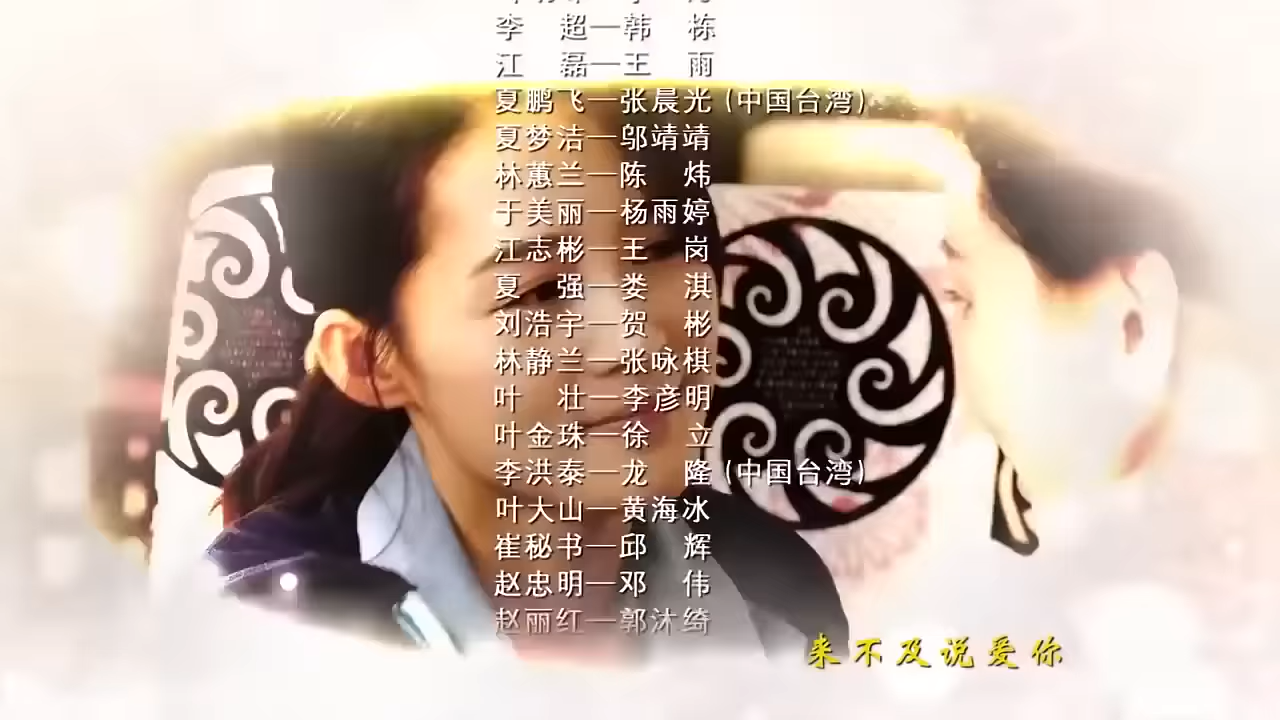 李 超—韩 栋
江 磊—王 雨
夏鹏飞—张晨光(中国台湾)
夏梦洁—邬靖靖
林蕙兰—陈 炜
于美丽—杨雨婷
江志彬—王 岗
夏 强—娄 淇
刘浩宇—贺 彬
林静兰—张咏棋
叶 壮—李彦明
叶金珠—徐 立
李洪泰—龙 隆(中国台湾)
叶大山—黄海冰
崔秘书—邱 辉
赵忠明—邓 伟
赵丽红—郭沐绮
来不及说爱你